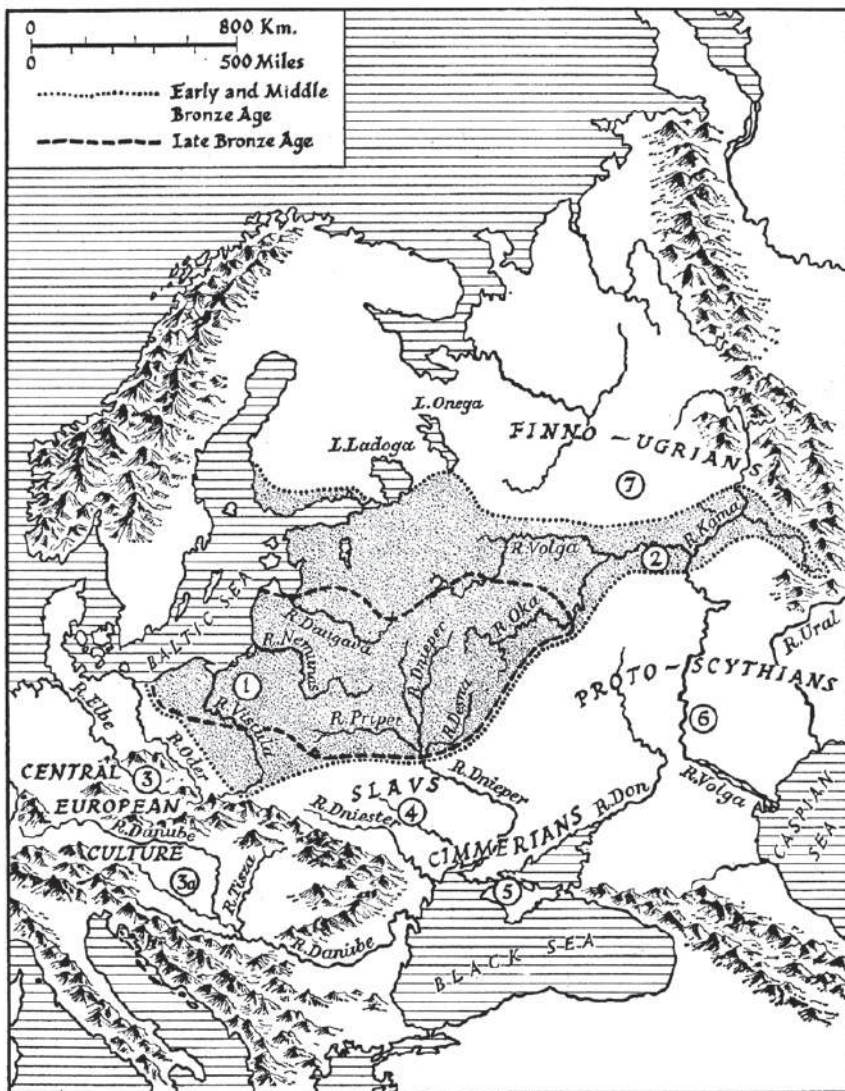 0 800 Km.
0 500 Miles
Early and Middle
Bronze Age
Late Bronze Age
L. Onega
L. Ladoga
FINNO-UGRIANS
7
R. Kama
R. Volga
2
BALTIC SEA
R. Daugava
R. Oka
R. Nemunas
R. Dnieper
R. Ural
PROTO-SCYTHIANS
1
R. Desna
R. Elbe
R. Vistula
R. Pripet
6
R. Oder
CENTRAL
3
R. Dnieper
R. Volga
SLAVS
EUROPEAN
4
R. Don
R. Dniester
CASPIAN
SEA
R. Danube
CIMMERIANS
CULTURE
R. Tisza
3a
5
R. Danube
BLACK SEA